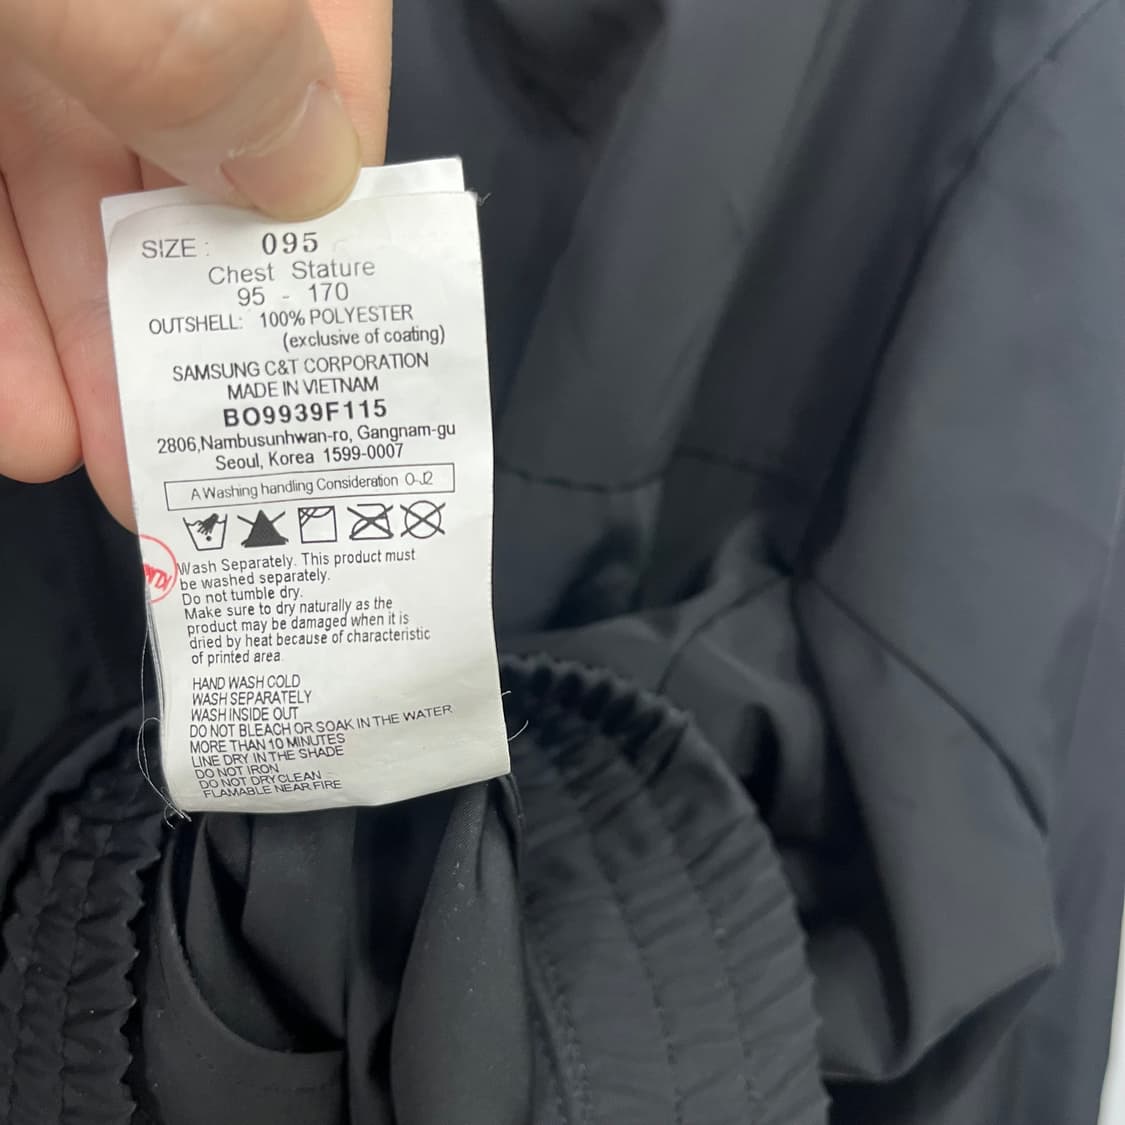 SIZE : 095
Chest Stature
95 - 170
OUTSHELL: 100% POLYESTER
(exclusive of coating)
SAMSUNG C&T CORPORATION
MADE IN VIETNAM
BO9939F115
2806,Nambusunhwan-ro, Gangnam-gu
Seoul, Korea 1599-0007
A Washing handling Consideration O-J2
Wash Separately. This product must
be washed separately.
Do not tumble dry.
Make sure to dry naturally as the
product may be damaged when it is
dried by heat because of characteristic
of printed area.
HAND WASH COLD
WASH SEPARATELY
WASH INSIDE OUT
DO NOT BLEACH OR SOAK IN THE WATER
MORE THAN 10 MINUTES
LINE DRY IN THE SHADE
DO NOT IRON
DO NOT DRY CLEAN
FLAMABLE NEAR FIRE